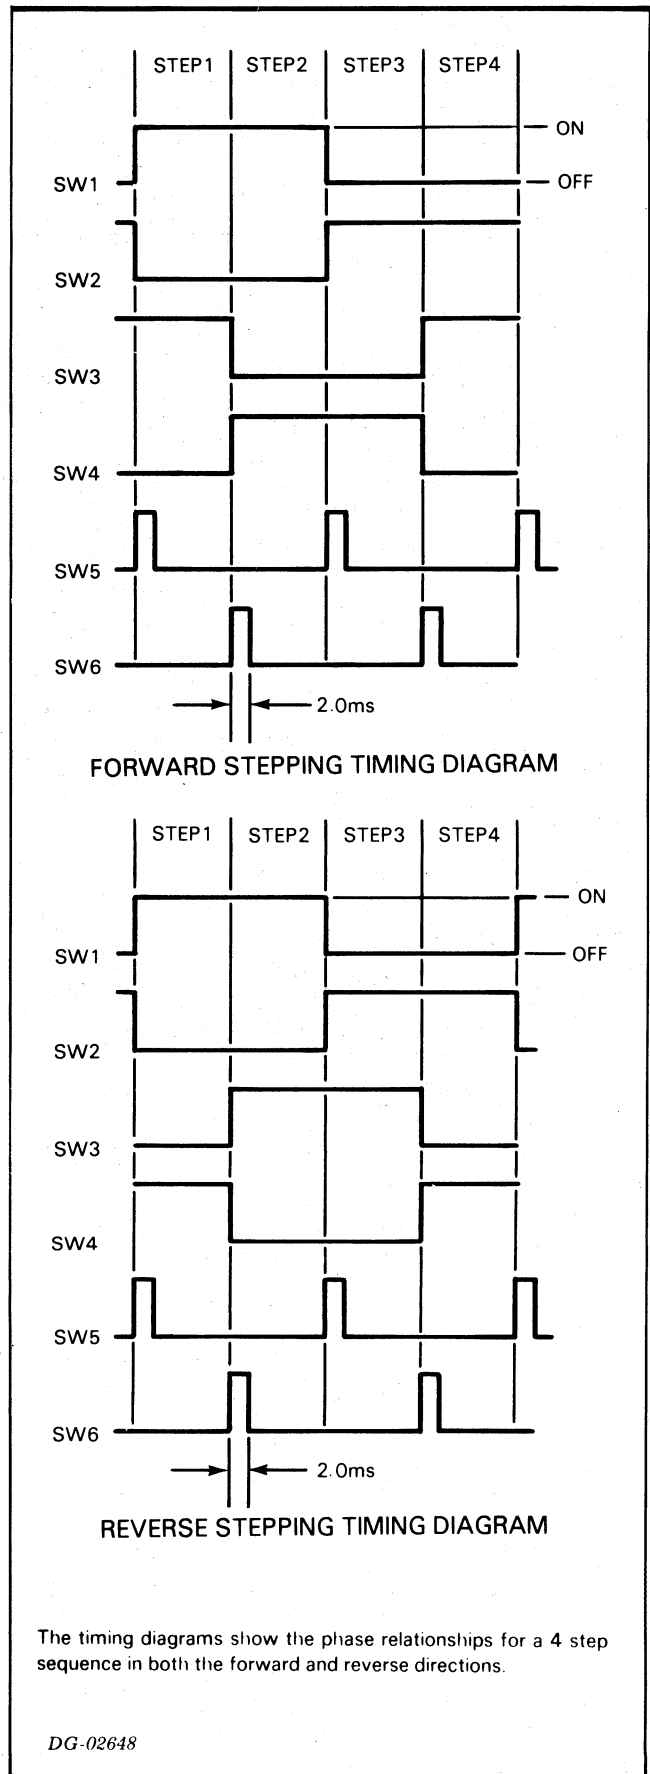 STEP1 STEP2 STEP3 STEP4
ON
SW1 OFF
SW2
SW3
SW4
SW5
SW6
2.0ms
FORWARD STEPPING TIMING DIAGRAM
STEP1 STEP2 STEP3 STEP4
ON
SW1 OFF
SW2
SW3
SW4
SW5
SW6
2.0ms
REVERSE STEPPING TIMING DIAGRAM
The timing diagrams show the phase relationships for a 4 step
sequence in both the forward and reverse directions.
DG-02648